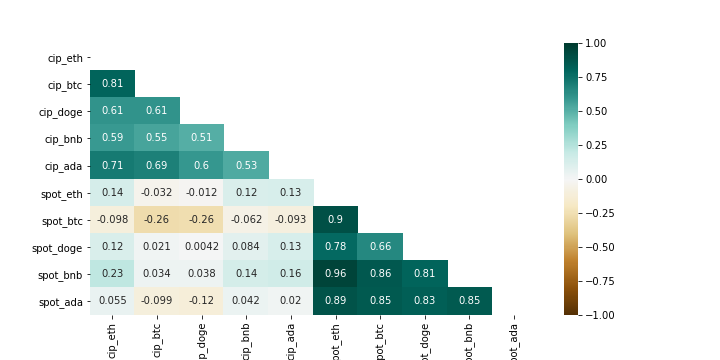 cip_eth
cip_btc 0.81
cip_doge 0.61 0.61
cip_bnb 0.59 0.55 0.51
cip_ada 0.71 0.69 0.6 0.53
spot_eth 0.14 -0.032 -0.012 0.12 0.13
spot_btc -0.098 -0.26 -0.26 -0.062 -0.093 0.9
spot_doge 0.12 0.021 0.0042 0.084 0.13 0.78 0.66
spot_bnb 0.23 0.034 0.038 0.14 0.16 0.96 0.86 0.81
spot_ada 0.055 -0.099 -0.12 0.042 0.02 0.89 0.85 0.83 0.85
cip_eth
cip_btc
ip_doge
cip_bnb
cip_ada
pot_eth
pot_btc
ot_doge
pot_bnb
pot_ada
1.00
0.75
0.50
0.25
0.00
-0.25
-0.50
-0.75
-1.00